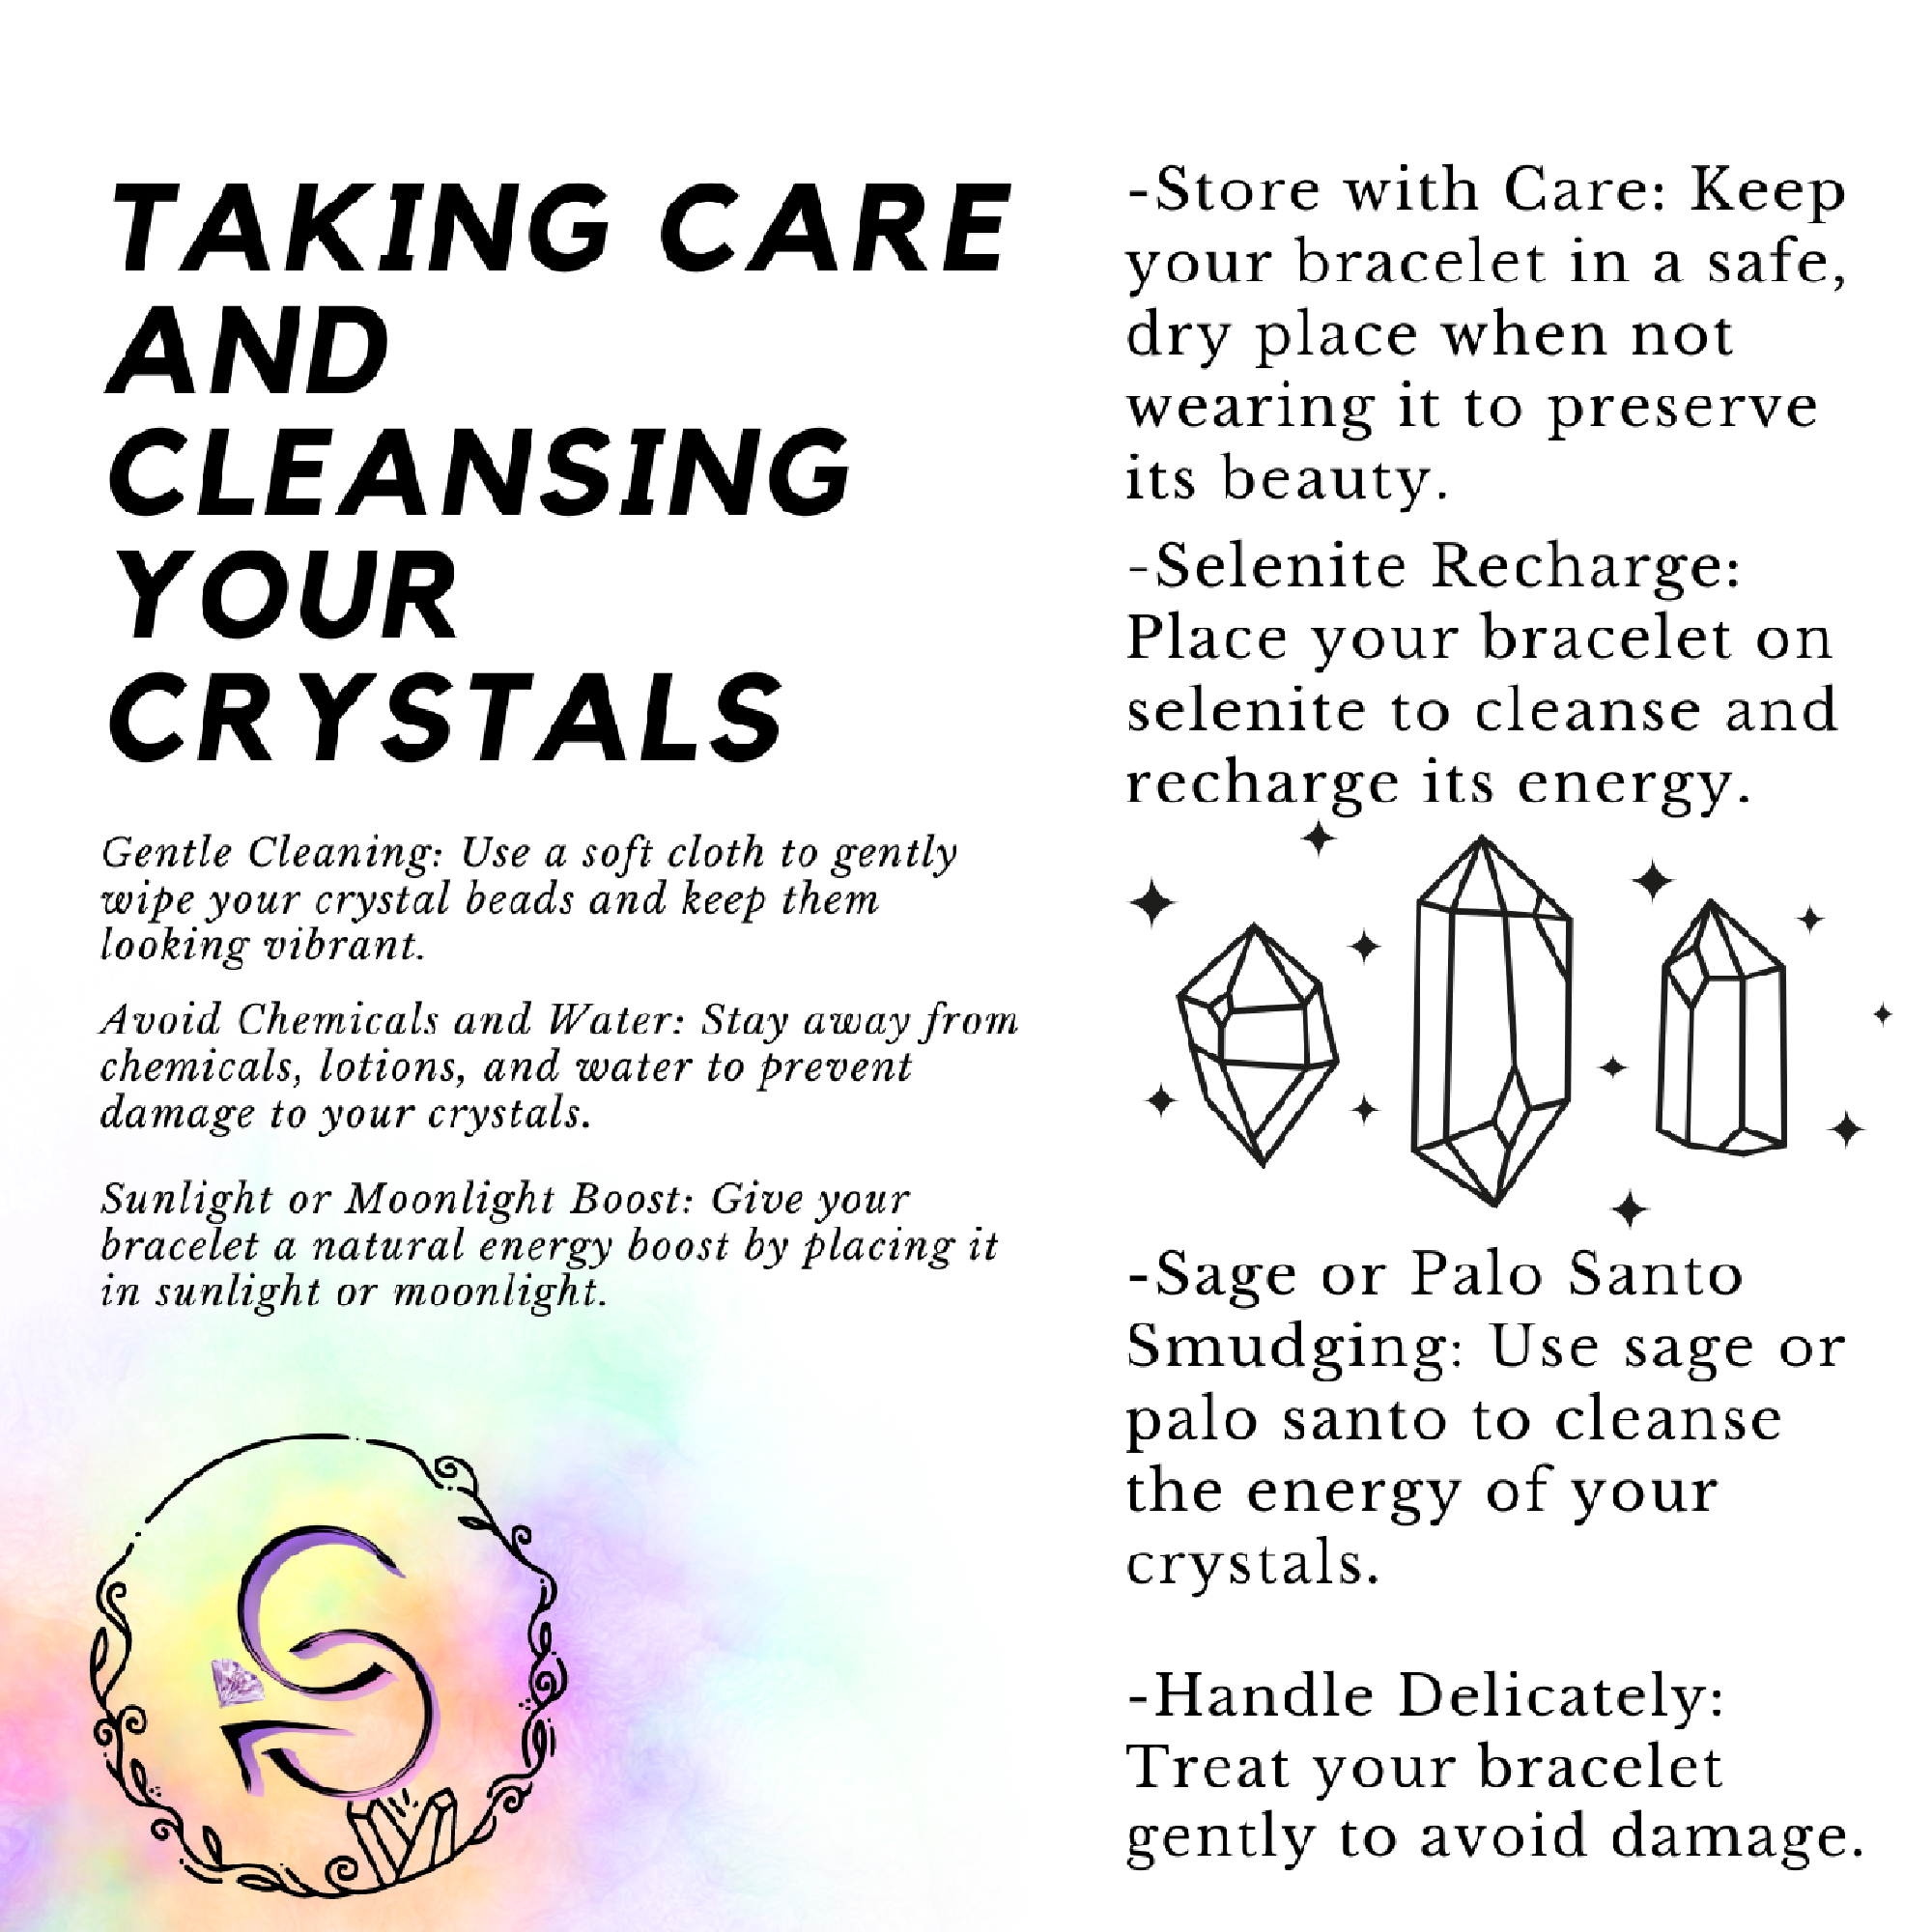 TAKING CARE
AND
CLEANSING
YOUR
CRYSTALS
Gentle Cleaning: Use a soft cloth to gently
wipe your crystal beads and keep them
looking vibrant.
Avoid Chemicals and Water: Stay away from
chemicals, lotions, and water to prevent
damage to your crystals.
Sunlight or Moonlight Boost: Give your
bracelet a natural energy boost by placing it
in sunlight or moonlight.
-Store with Care: Keep
your bracelet in a safe,
dry place when not
wearing it to preserve
its beauty.
-Selenite Recharge:
Place your bracelet on
selenite to cleanse and
recharge its energy.
-Sage or Palo Santo
Smudging: Use sage or
palo santo to cleanse
the energy of your
crystals.
-Handle Delicately:
Treat your bracelet
gently to avoid damage.